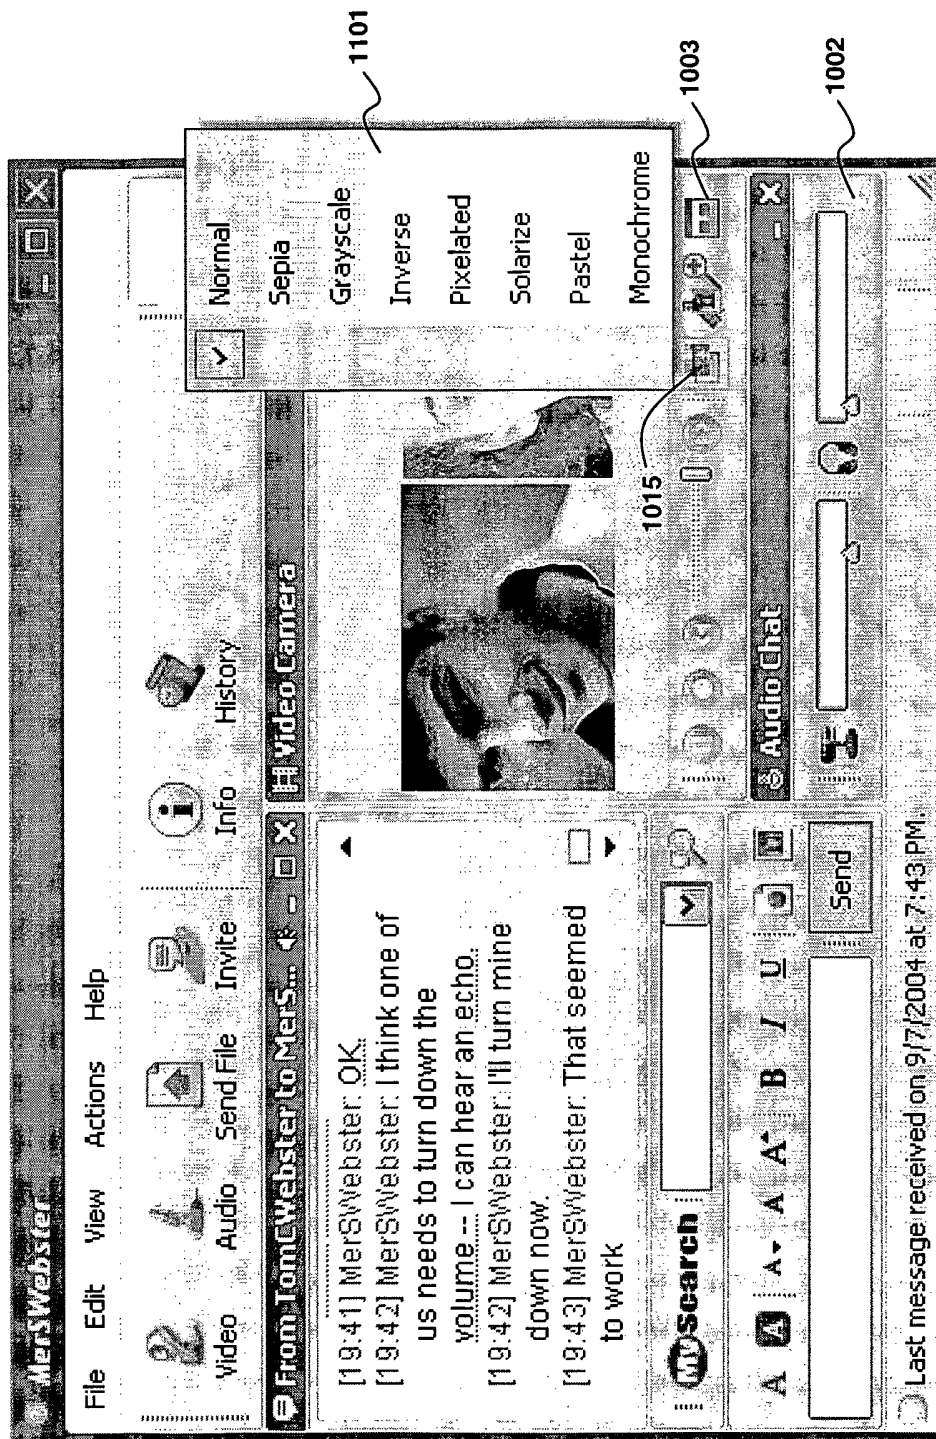 MerSWebster
File Edit View Actions Help
Video Audio Send File Invite Info History
From TomCWebster to MerS...
[19:41] MerSWebster: OK.
[19:42] MerSWebster: I think one of
us needs to turn down the
volume -- I can hear an echo.
[19:42] MerSWebster: I'll turn mine
down now.
[19:43] MerSWebster: That seemed
to work
My Search
A A A A A B I U
Send
Last message received on 9/7/2004 at 7:43 PM.
Video Camera
Normal
Sepia
Grayscale
Inverse
Pixelated
Solarize
Pastel
Monochrome
Audio Chat
1101
1015
1003
1002